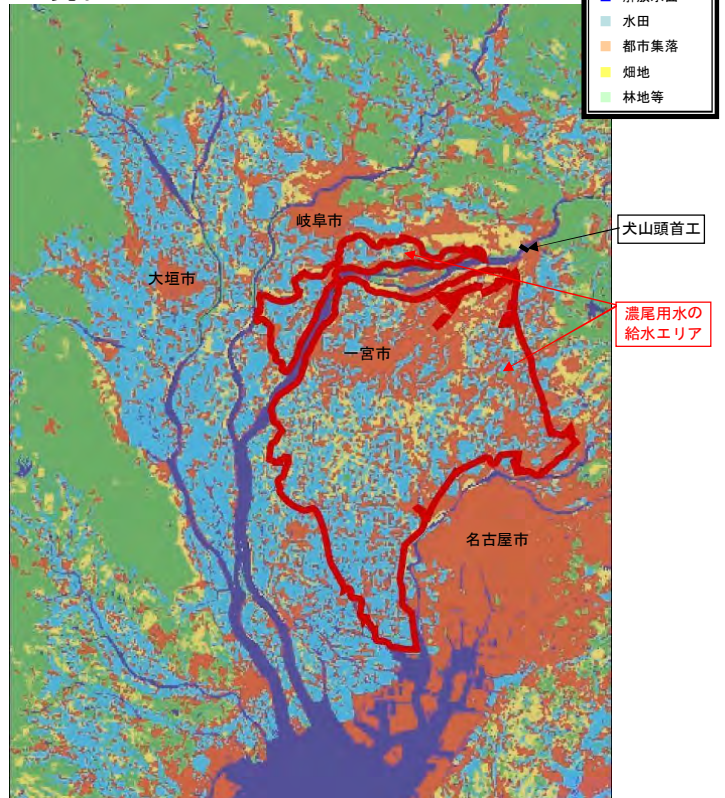 水田
都市集落
畑地
林地等
岐阜市
犬山頭首工
大垣市
濃尾用水の
給水エリア
一宮市
名古屋市